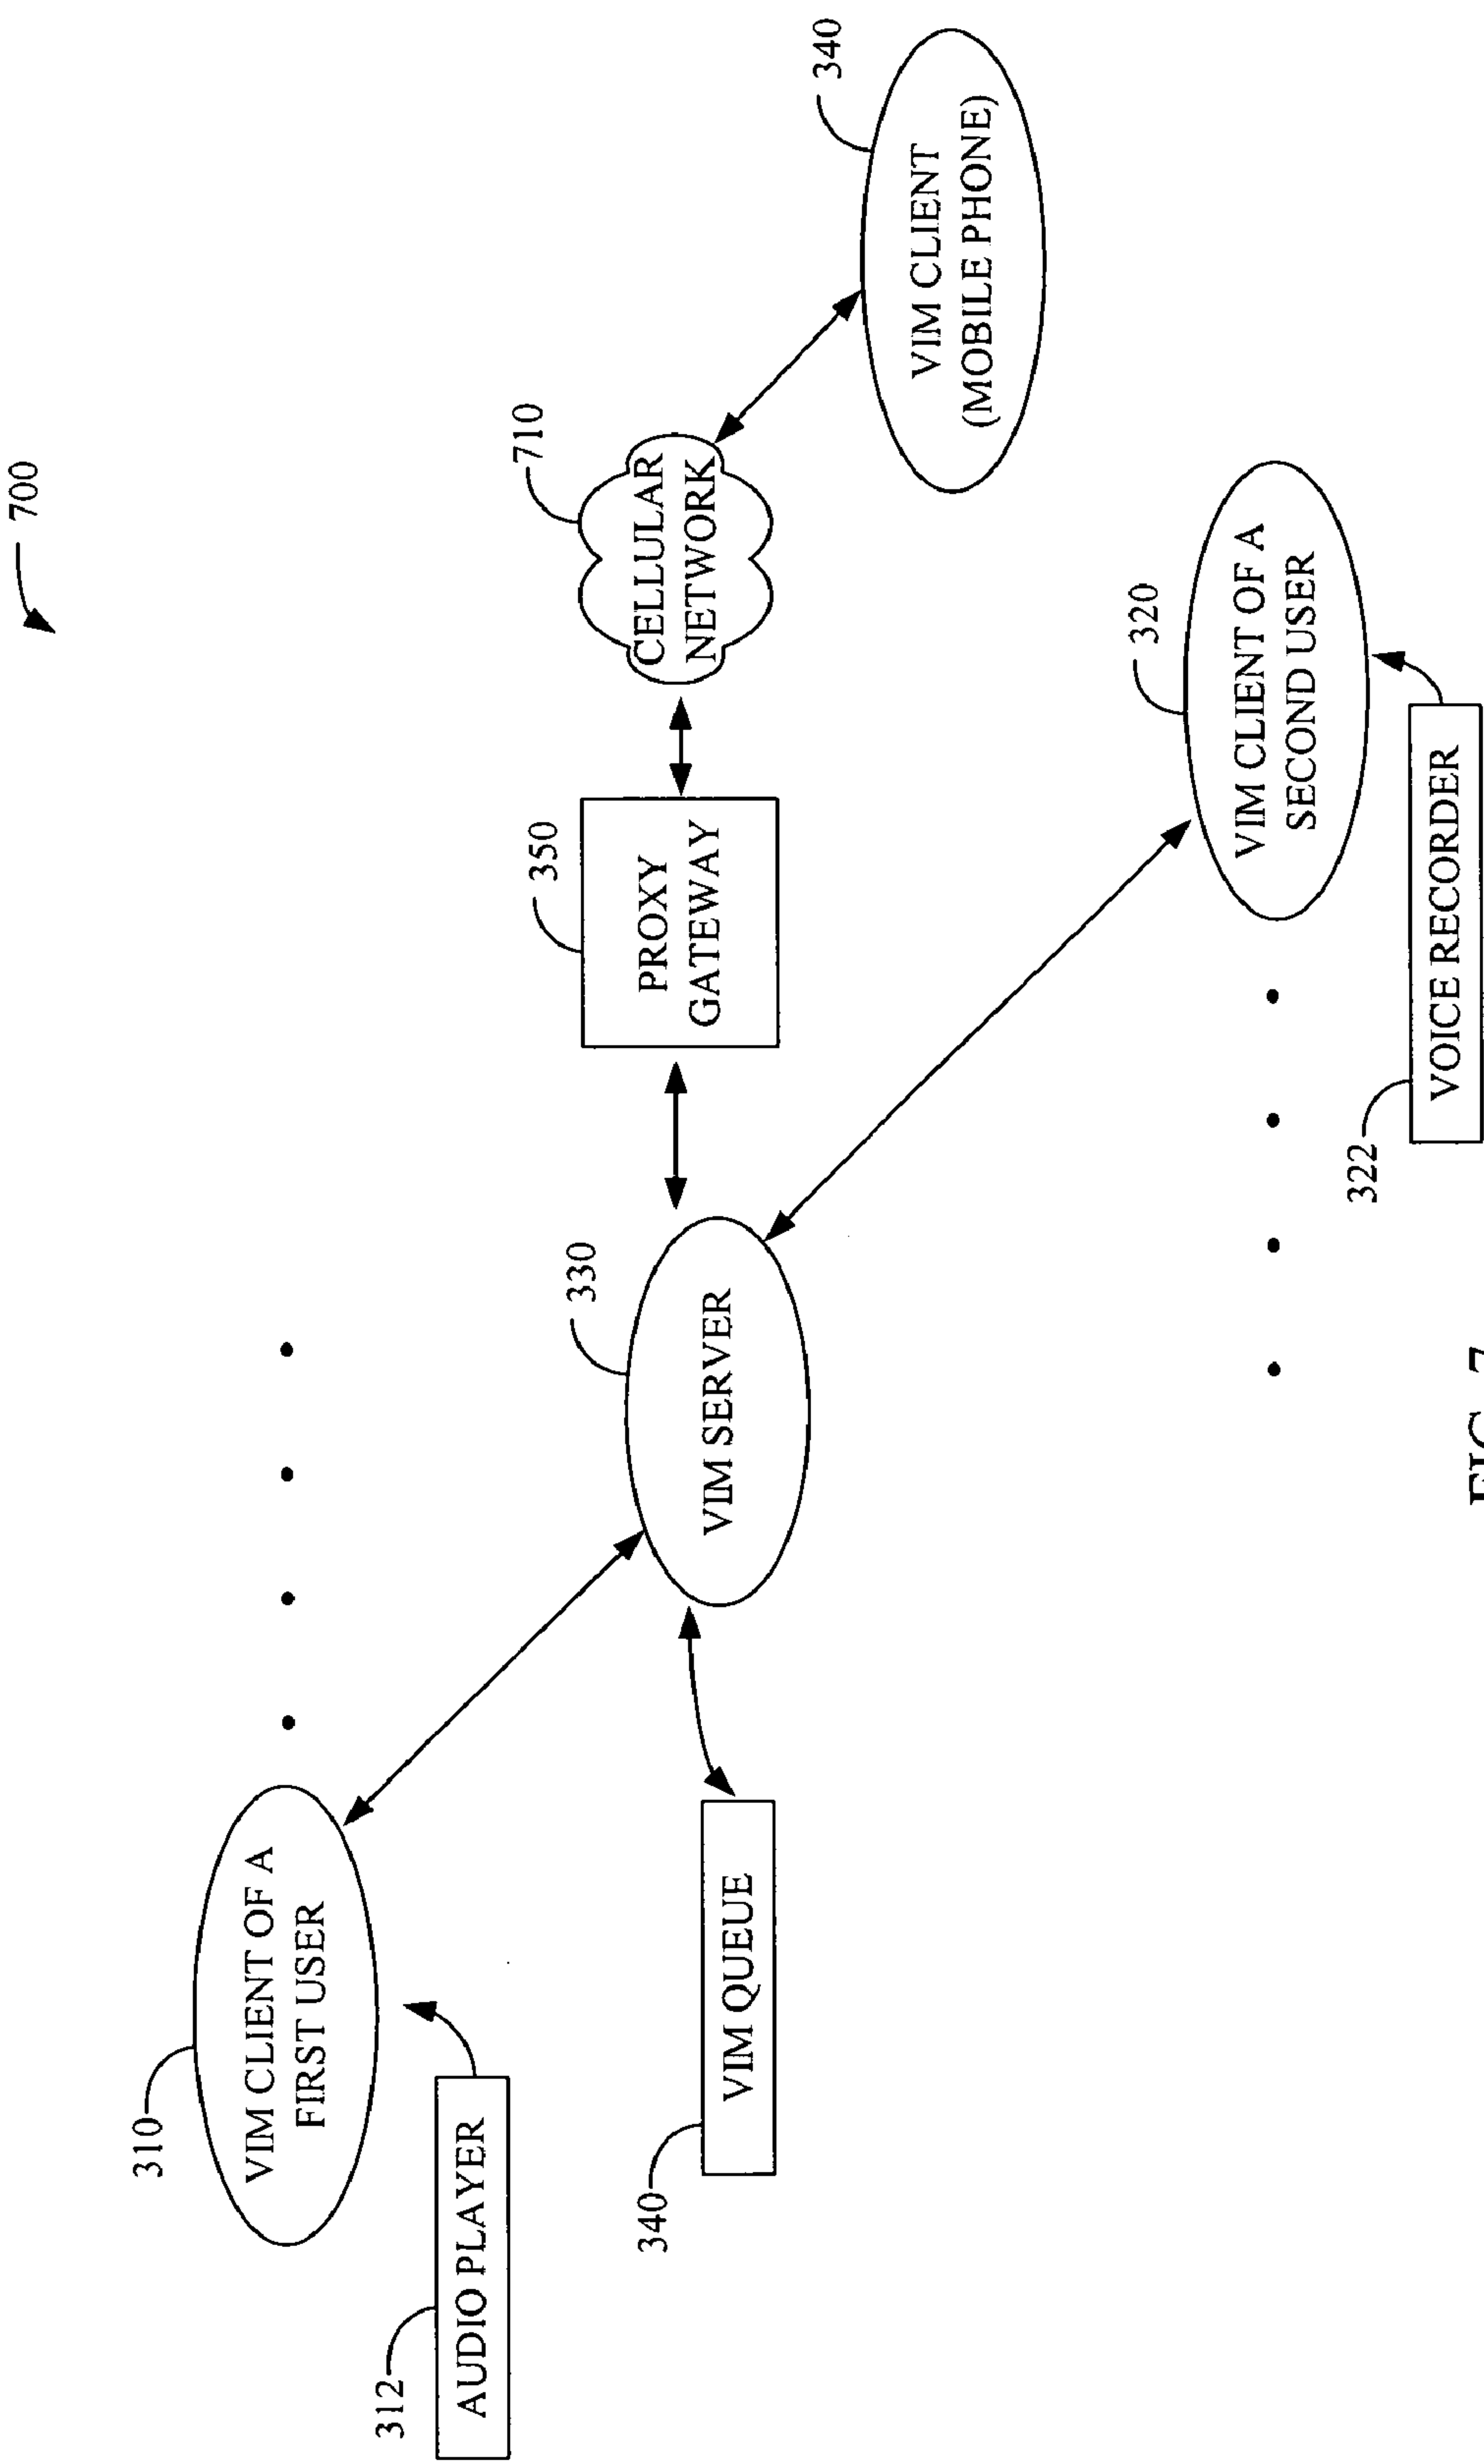 700
310
VIM CLIENT OF A
FIRST USER
312
AUDIO PLAYER
340
VIM QUEUE
330
VIM SERVER
350
PROXY
GATEWAY
710
CELLULAR
NETWORK
340
VIM CLIENT
(MOBILE PHONE)
320
VIM CLIENT OF A
SECOND USER
322
VOICE RECORDER
FIG. 7